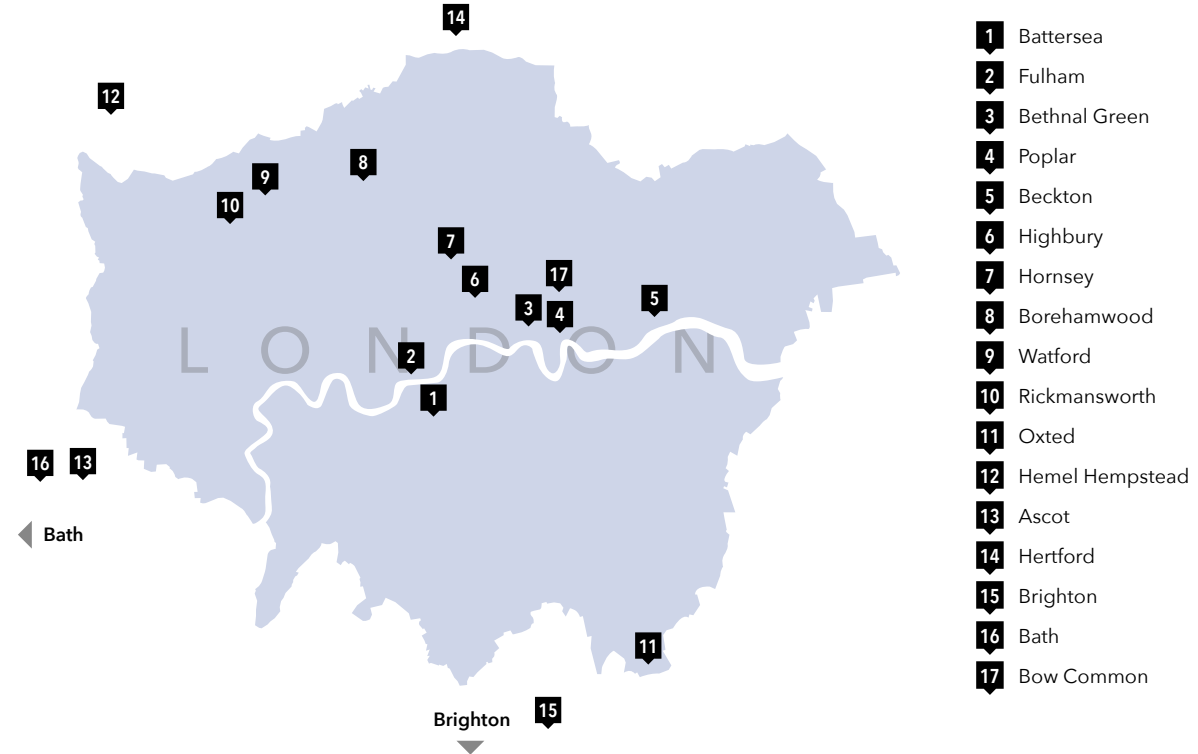 14
12
8
9
10
7
17
6
5
3
4
LONDON
2
1
16
13
Bath
11
15
Brighton
1 Battersea
2 Fulham
3 Bethnal Green
4 Poplar
5 Beckton
6 Highbury
7 Hornsey
8 Borehamwood
9 Watford
10 Rickmansworth
11 Oxted
12 Hemel Hempstead
13 Ascot
14 Hertford
15 Brighton
16 Bath
17 Bow Common